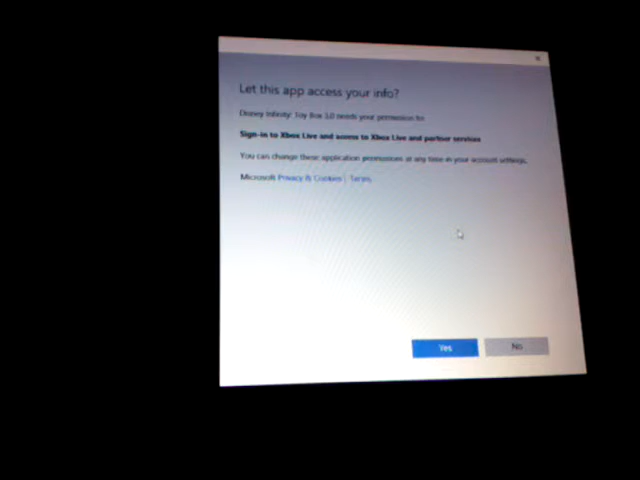 Let this app access your info?
Disney Infinity: Toy Box 3.0 needs your permission to:
Sign-in to Xbox Live and access to Xbox Live and partner services
You can change these application permissions at any time in your account settings.
Microsoft Privacy & Cookies | Terms
Yes
No